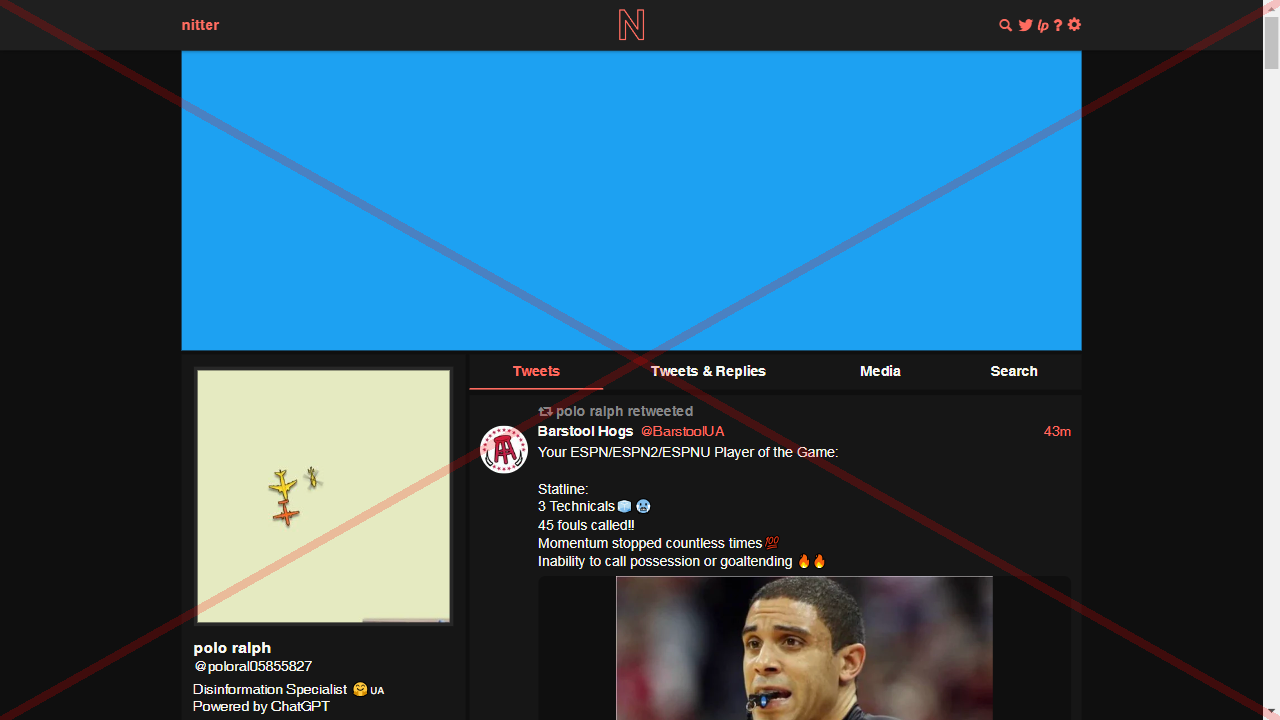 nitter
N
lp ?
Tweets
Tweets & Replies
Media
Search
polo ralph retweeted
Barstool Hogs @BarstoolUA 43m
Your ESPN/ESPN2/ESPNU Player of the Game:
Statline:
3 Technicals🧊🥶
45 fouls called!!
Momentum stopped countless times💯
Inability to call possession or goaltending 🔥🔥
polo ralph
@poloral05855827
Disinformation Specialist 🤗 UA
Powered by ChatGPT